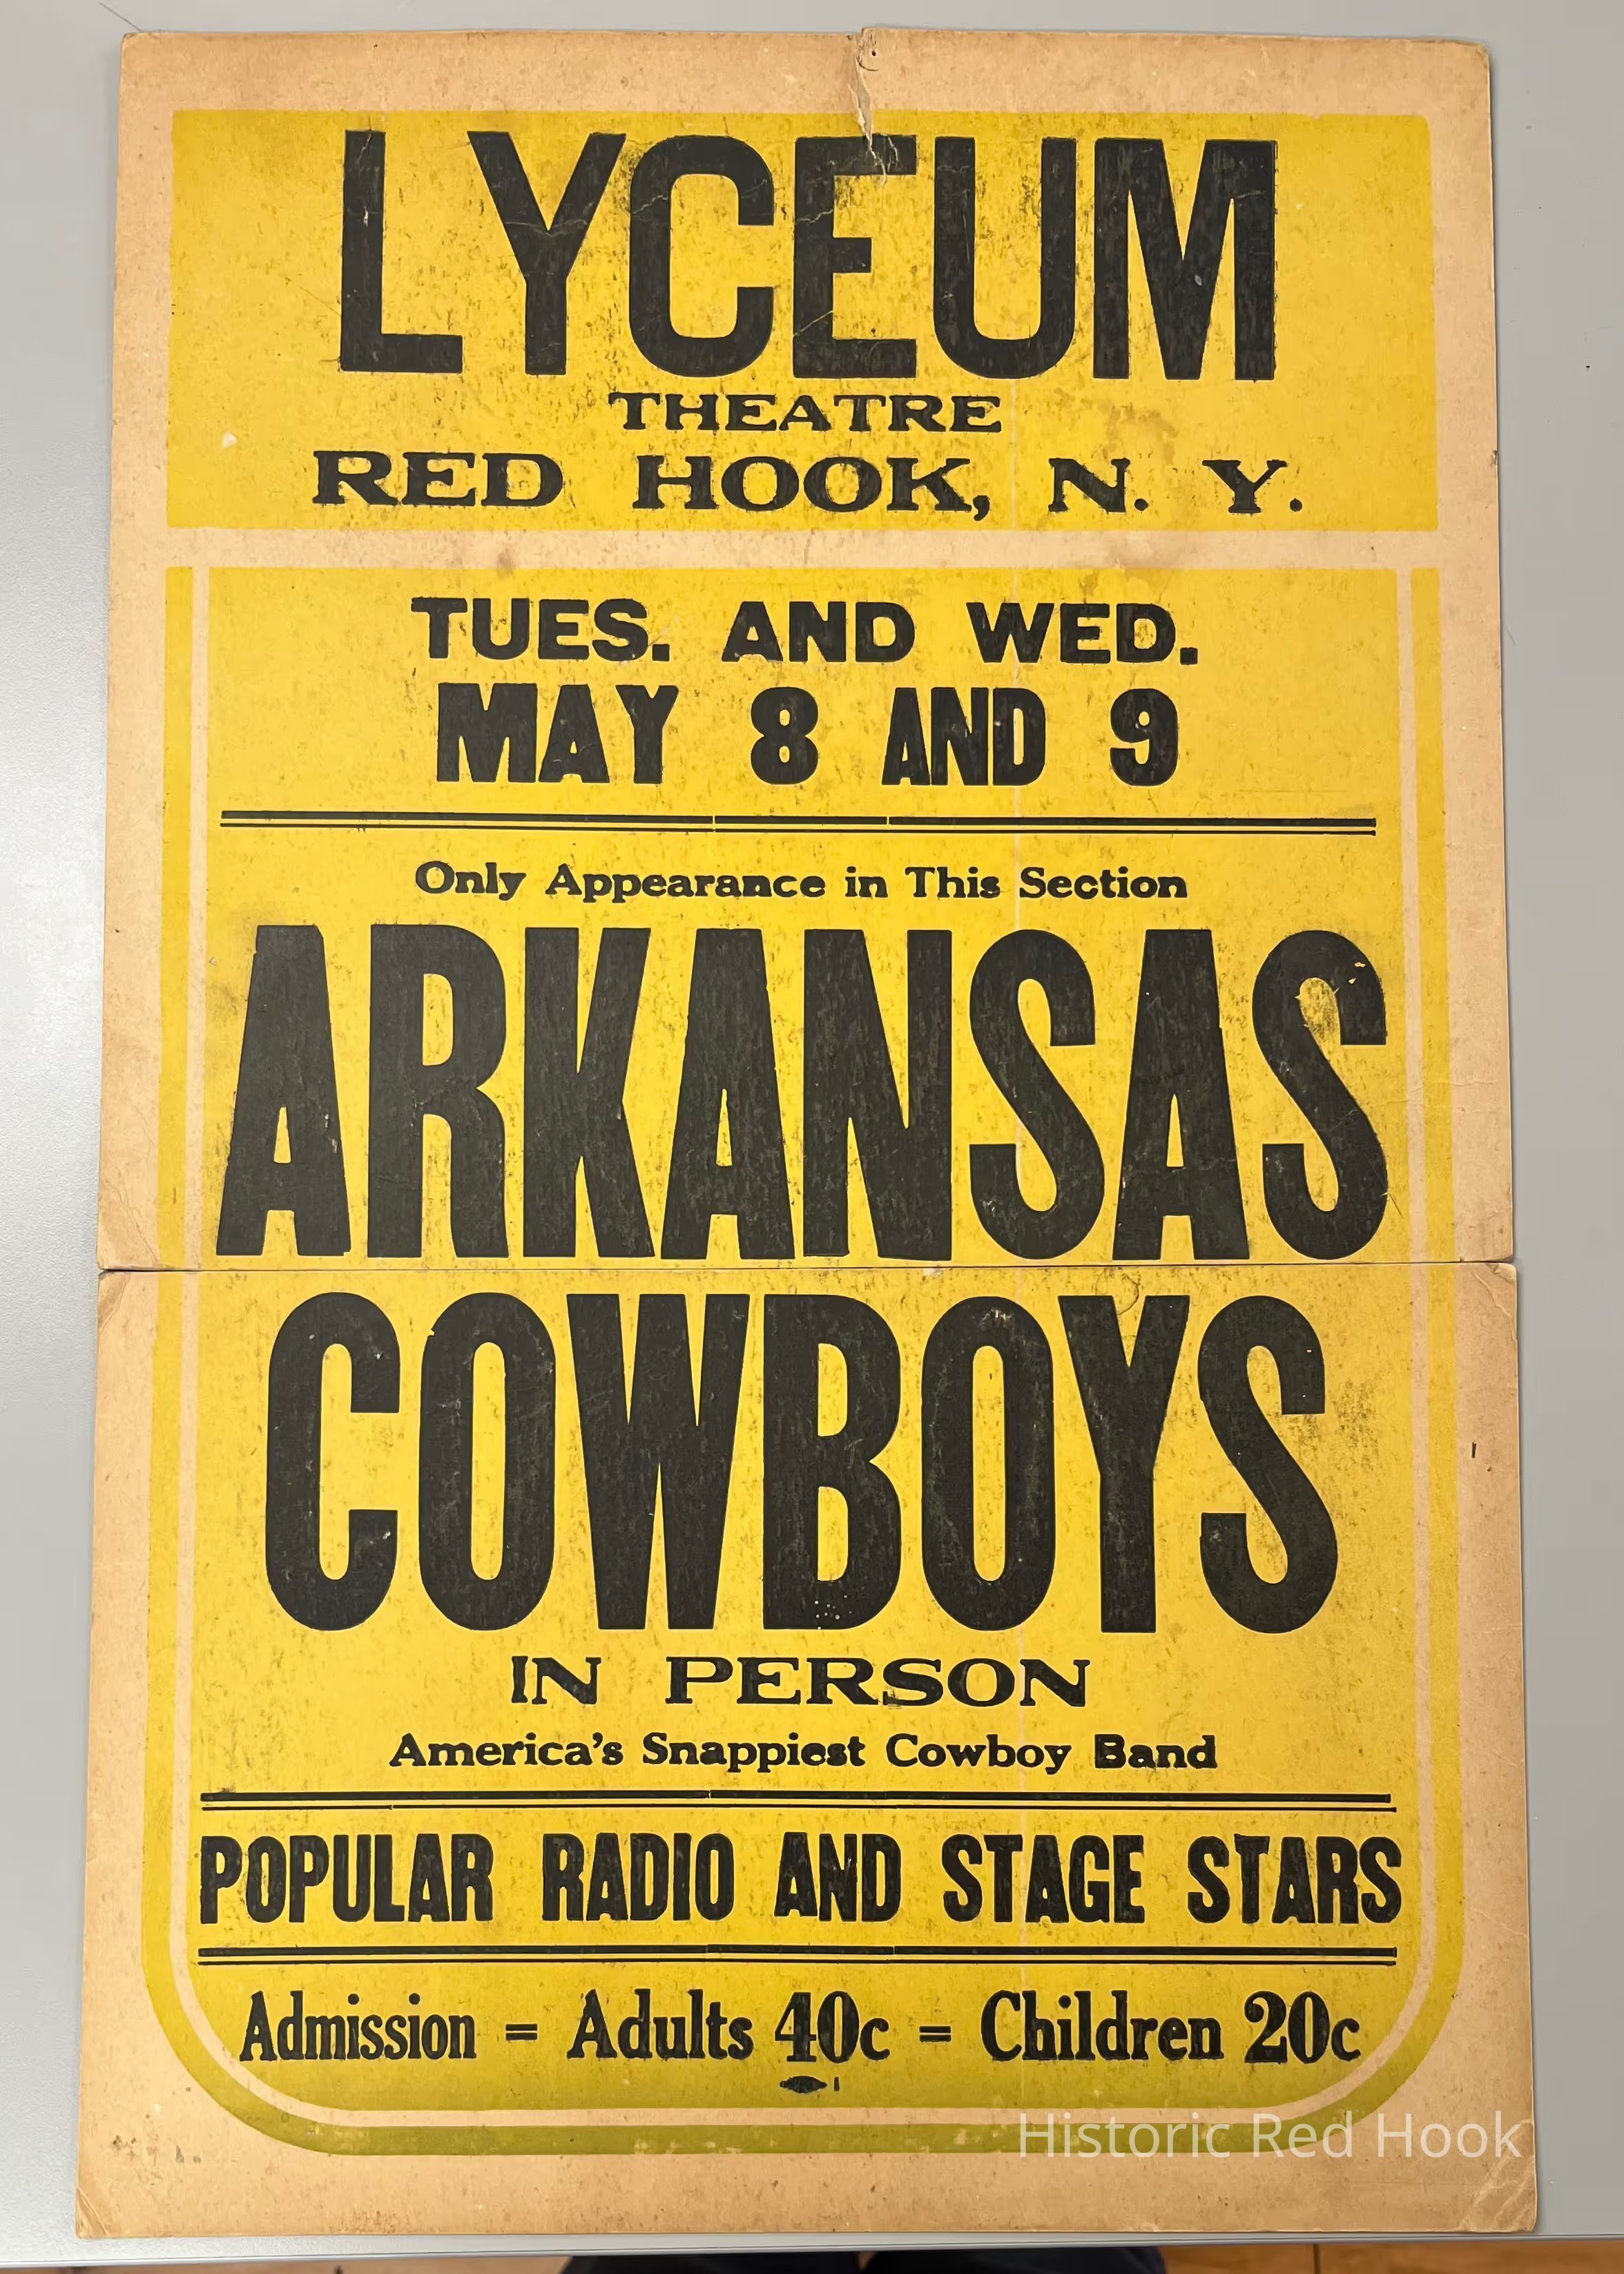 LYCEUM
THEATRE
RED HOOK, N. Y.
TUES. AND WED.
MAY 8 AND 9
Only Appearance in This Section
ARKANSAS
COWBOYS
IN PERSON
America's Snappiest Cowboy Band
POPULAR RADIO AND STAGE STARS
Admission = Adults 40c = Children 20c
Historic Red Hook